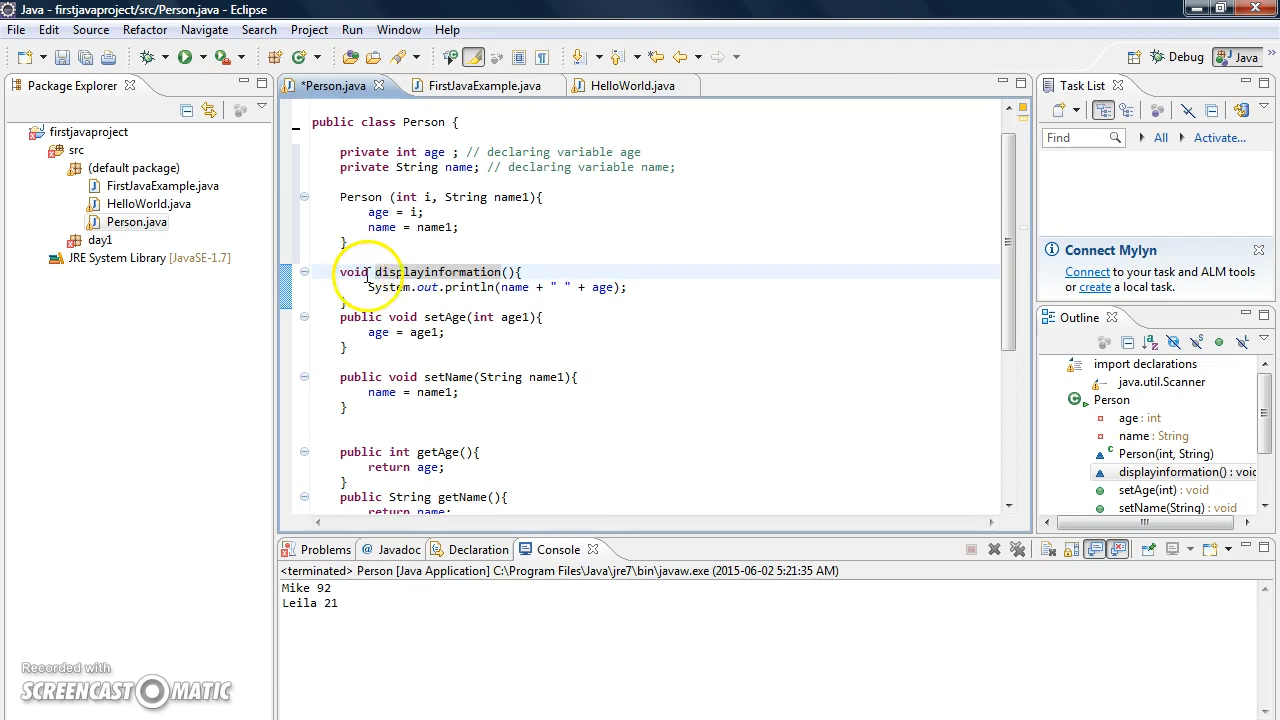 Java - firstjavaproject/src/Person.java - Eclipse
File Edit Source Refactor Navigate Search Project Run Window Help
Debug Java
Package Explorer
*Person.java FirstJavaExample.java HelloWorld.java
Task List
firstjavaproject
src
(default package)
FirstJavaExample.java
HelloWorld.java
Person.java
day1
JRE System Library [JavaSE-1.7]
public class Person {
private int age ; // declaring variable age
private String name; // declaring variable name;
Person (int i, String name1){
age = i;
name = name1;
}
void displayinformation(){
System.out.println(name + " " + age);
}
public void setAge(int age1){
age = age1;
}
public void setName(String name1){
name = name1;
}
public int getAge(){
return age;
}
public String getName(){
return name;
Find All Activate...
Connect Mylyn
Connect to your task and ALM tools
or create a local task.
Outline
import declarations
java.util.Scanner
Person
age : int
name : String
Person(int, String)
displayinformation() : void
setAge(int) : void
setName(String) : void
Problems @ Javadoc Declaration Console
<terminated> Person [Java Application] C:\Program Files\Java\jre7\bin\javaw.exe (2015-06-02 5:21:35 AM)
Mike 92
Leila 21
Recorded with
SCREENCAST O MATIC